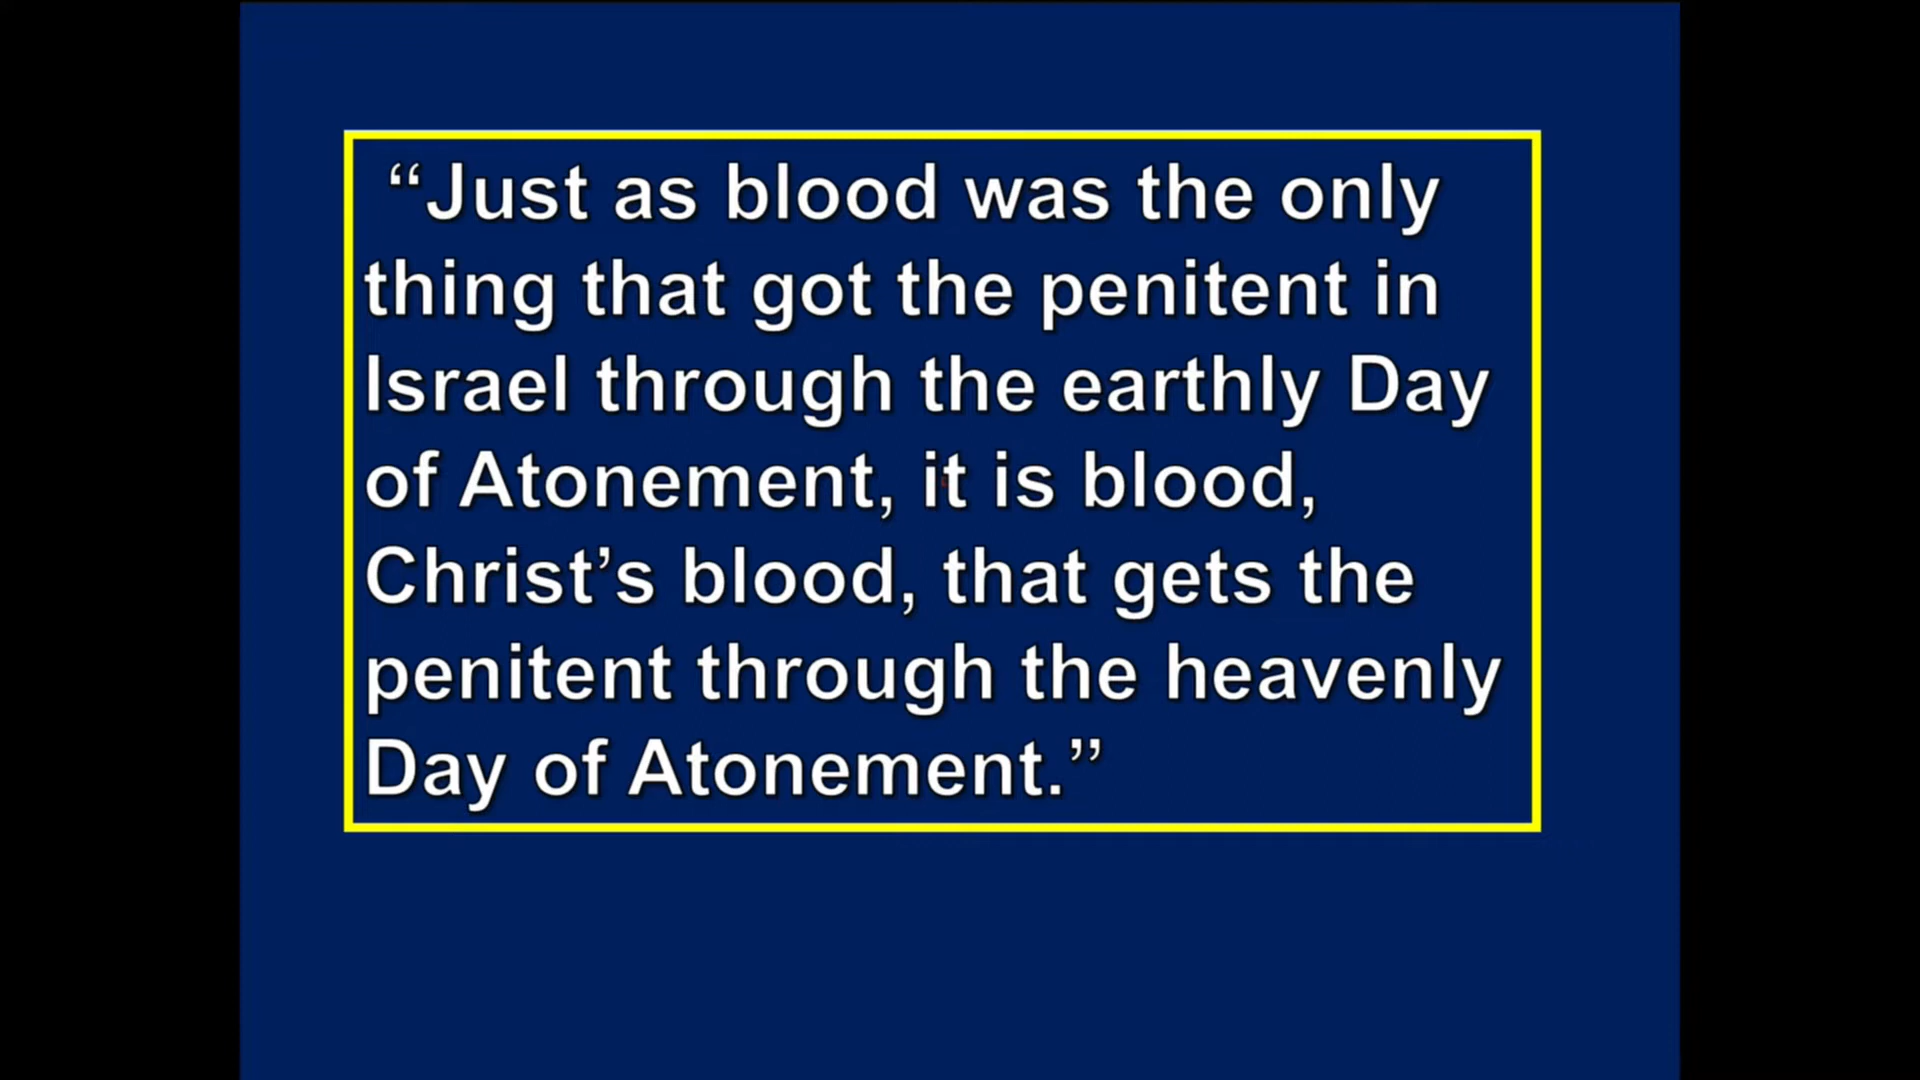 “Just as blood was the only
thing that got the penitent in
Israel through the earthly Day
of Atonement, it is blood,
Christ’s blood, that gets the
penitent through the heavenly
Day of Atonement.”